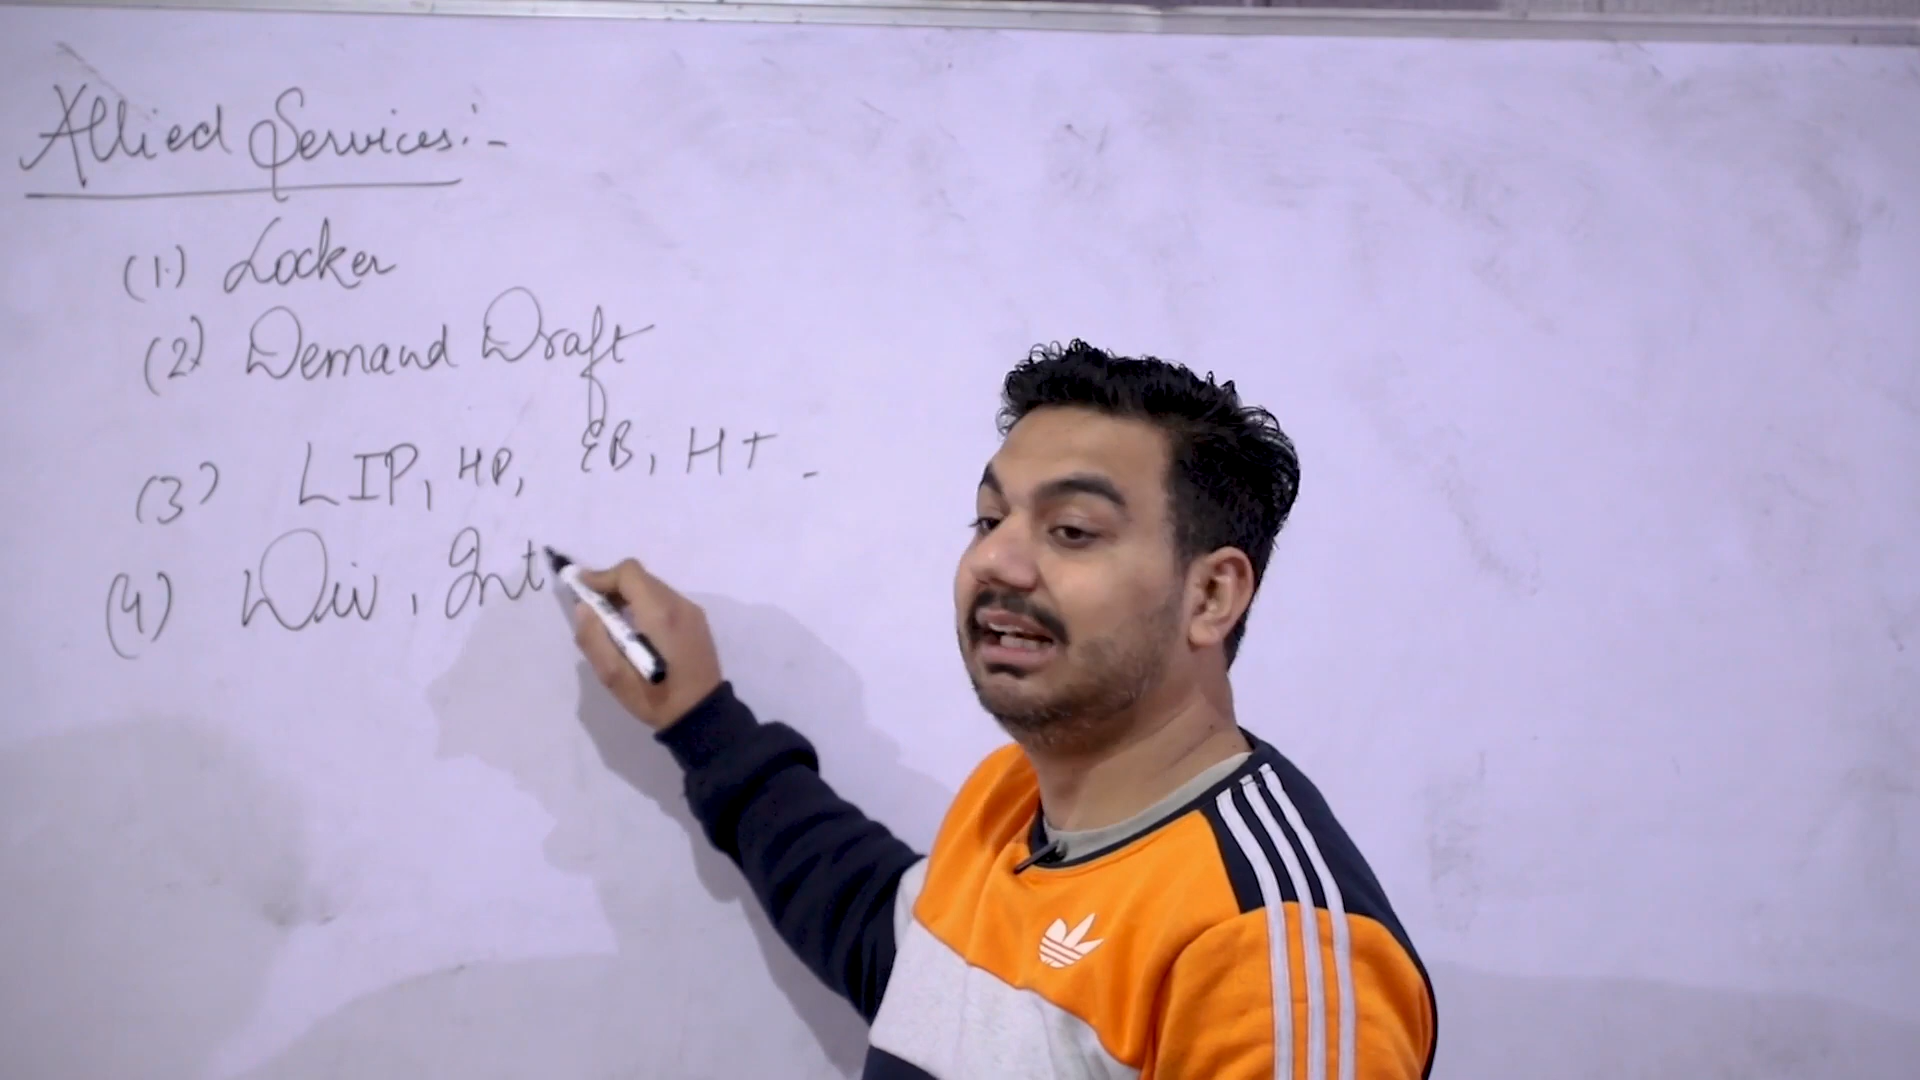 Allied Services:-
(1.) Locker
(2) Demand Draft
(3) LIP, HP, EB, HT -
(4) Div, Int